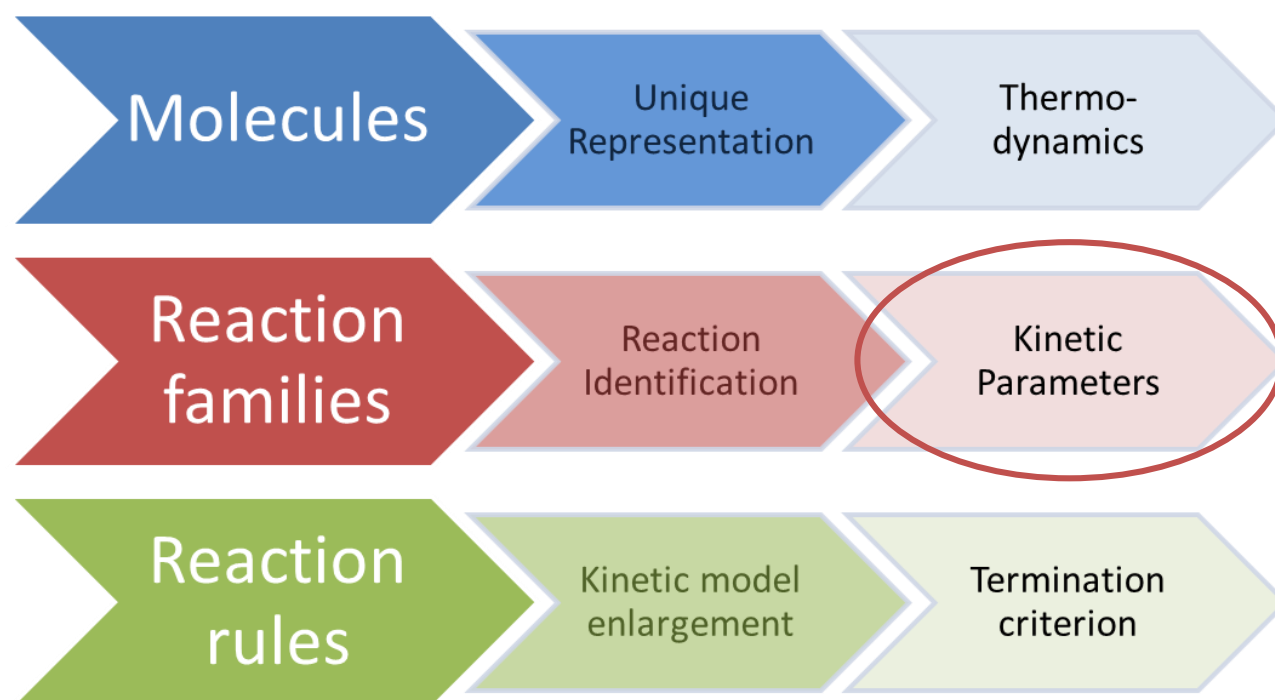 Molecules
Unique
Representation
Thermo-
dynamics
Reaction
families
Reaction
Identification
Kinetic
Parameters
Reaction
rules
Kinetic model
enlargement
Termination
criterion